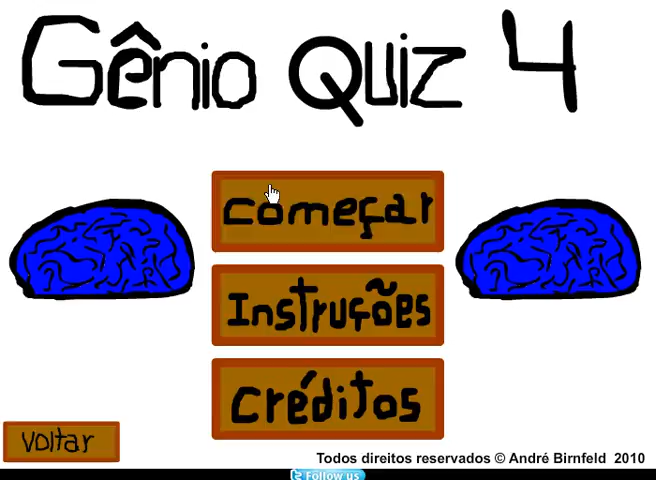 Gênio Quiz 4
Começar
Instruções
Créditos
Voltar
Todos direitos reservados © André Birnfeld 2010
Follow us